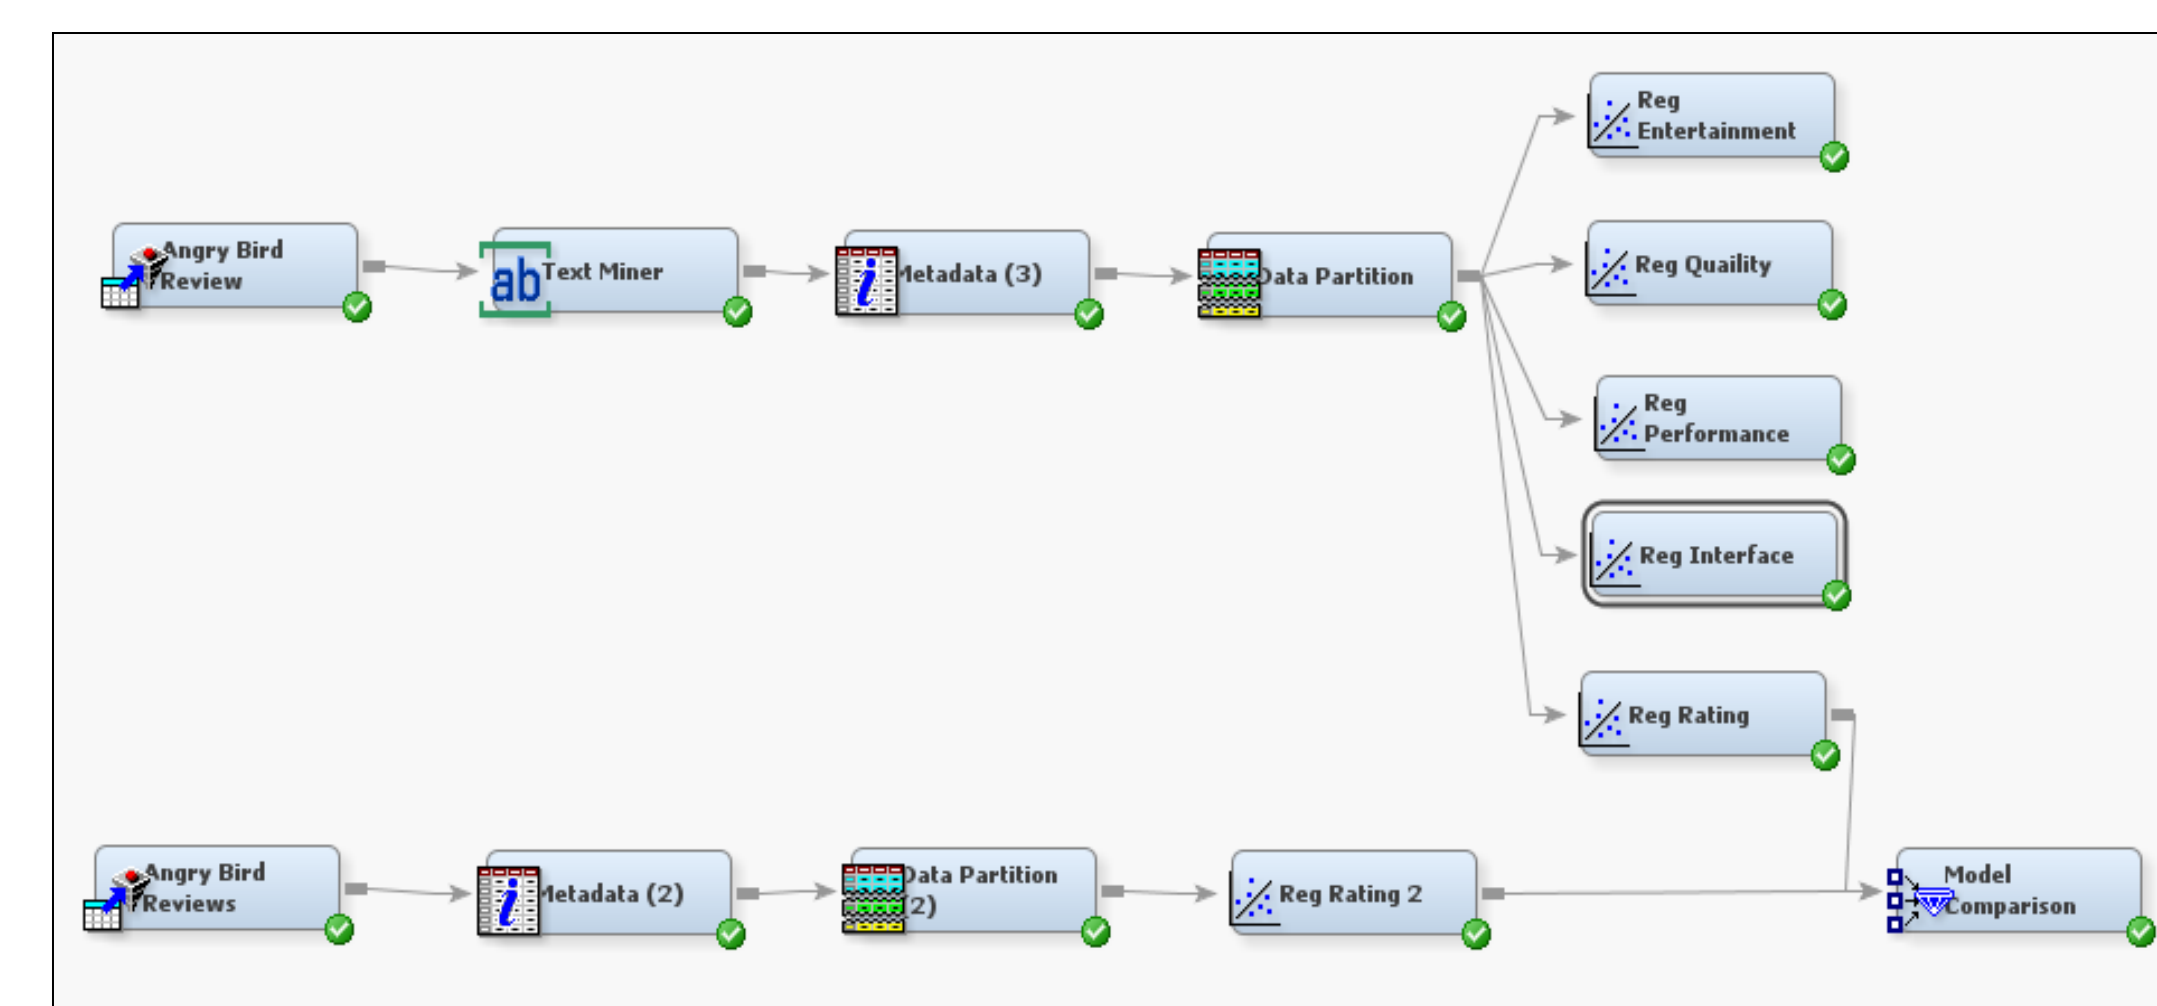 Reg
Entertainment
Angry Bird
Review
ab
Text Miner
Metadata (3)
Data Partition
Reg Quaility
Reg
Performance
Reg Interface
Reg Rating
Angry Bird
Reviews
Metadata (2)
Data Partition
(2)
Reg Rating 2
Model
Comparison